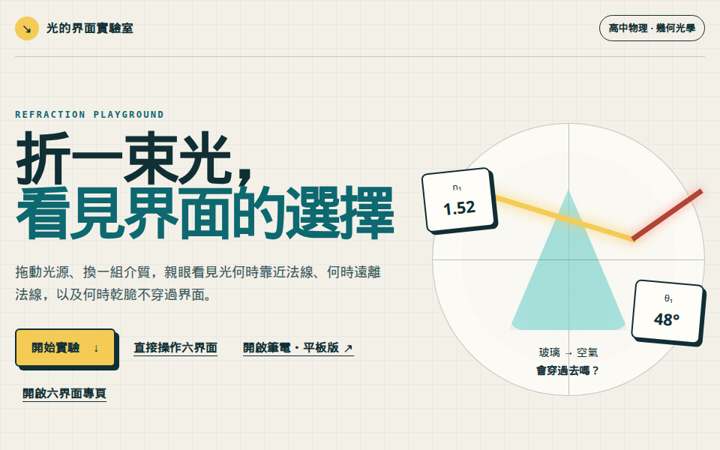 ↘ 光的界面實驗室
高中物理 · 幾何光學
REFRACTION PLAYGROUND
折一束光，
看見界面的選擇
拖動光源、換一組介質，親眼看見光何時靠近法線、何時遠離
法線，以及何時乾脆不穿過界面。
開始實驗 ↓
直接操作六界面
開啟筆電・平板版 ↗
開啟六界面專頁
n₁
1.52
θ₁
48°
玻璃 → 空氣
會穿過去嗎？